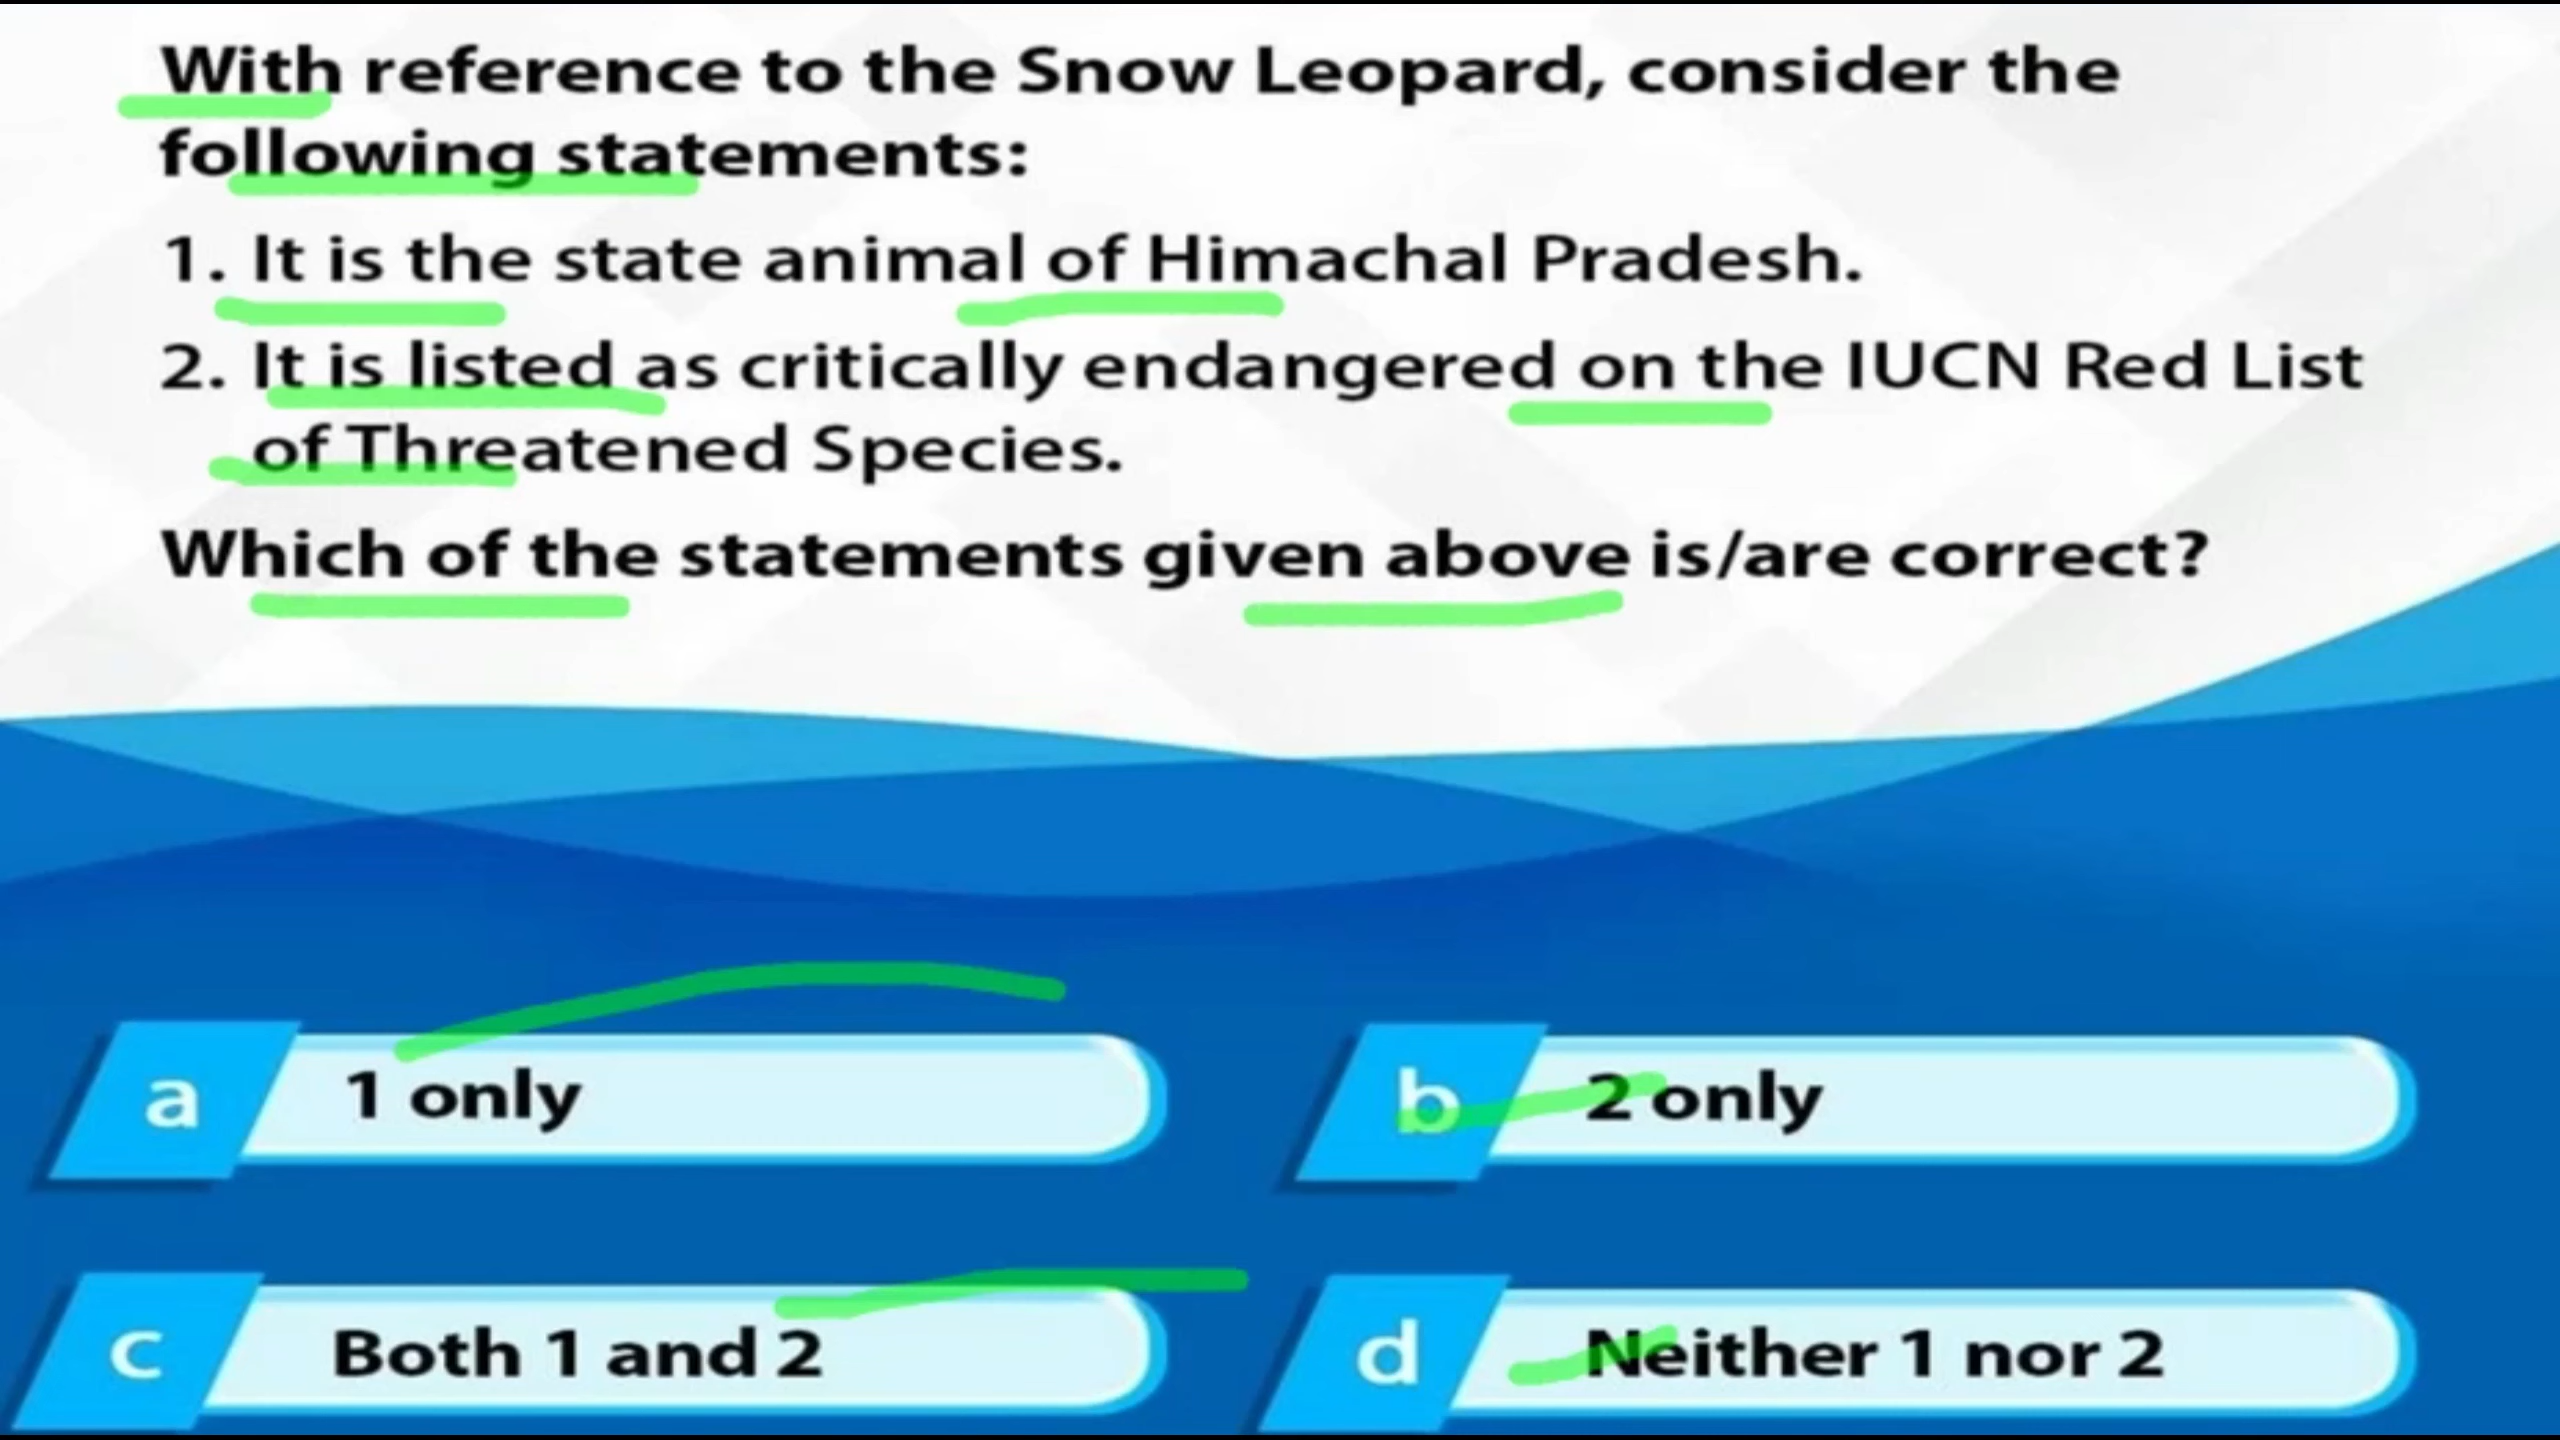 With reference to the Snow Leopard, consider the
following statements:
1. It is the state animal of Himachal Pradesh.
2. It is listed as critically endangered on the IUCN Red List
of Threatened Species.
Which of the statements given above is/are correct?
a 1 only
b 2 only
c Both 1 and 2
d Neither 1 nor 2